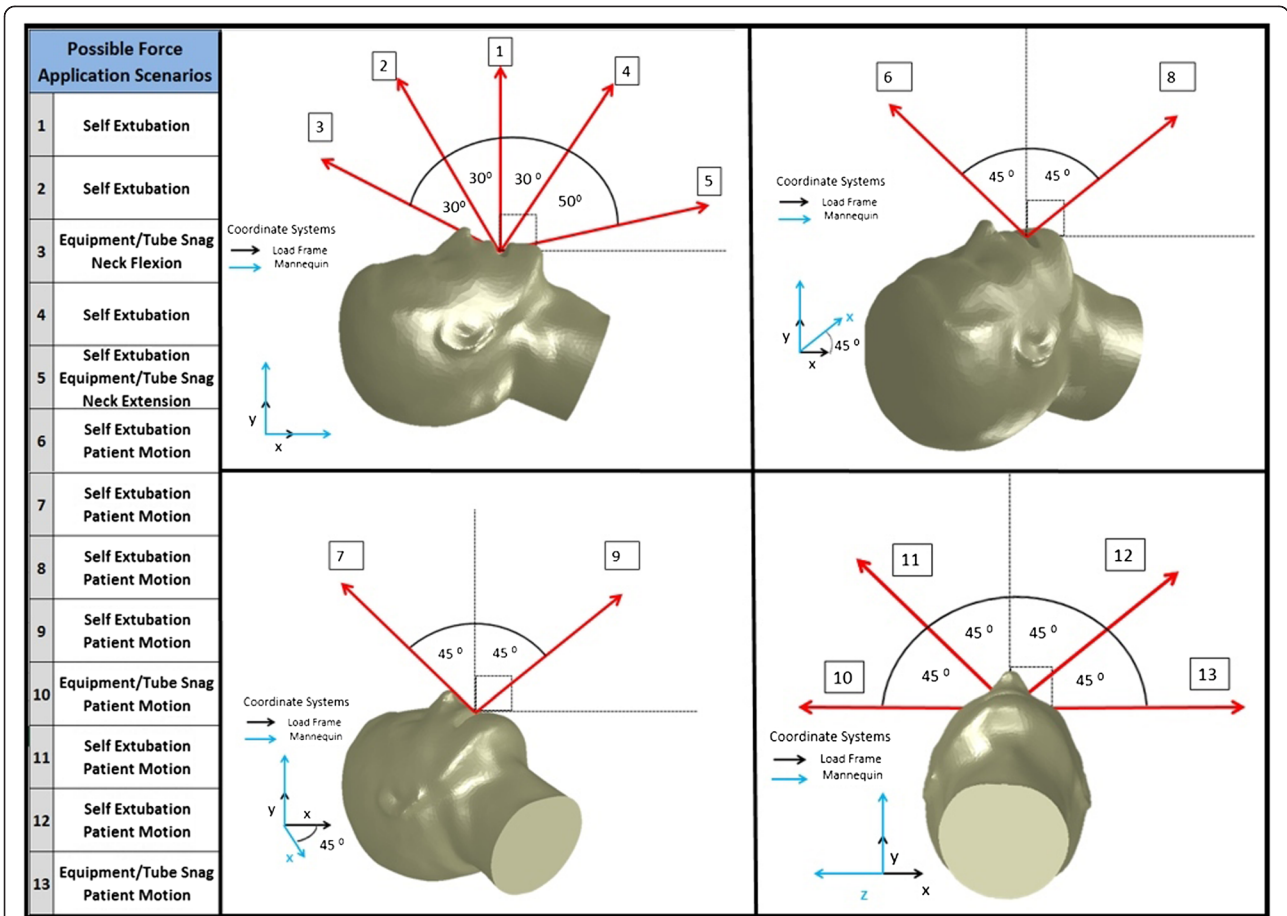 Possible Force
Application Scenarios
1 Self Extubation
2 Self Extubation
3 Equipment/Tube Snag
Neck Flexion
4 Self Extubation
5 Self Extubation
Equipment/Tube Snag
Neck Extension
6 Self Extubation
Patient Motion
7 Self Extubation
Patient Motion
8 Self Extubation
Patient Motion
9 Self Extubation
Patient Motion
10 Equipment/Tube Snag
Patient Motion
11 Self Extubation
Patient Motion
12 Self Extubation
Patient Motion
13 Equipment/Tube Snag
Patient Motion
1
2
4
3
5
30⁰ 30 ⁰
30⁰ 50⁰
Coordinate Systems
Load Frame
Mannequin
y
x
6 8
45 ⁰ 45 ⁰
Coordinate Systems
Load Frame
Mannequin
x
y
45 ⁰
x
7 9
45 ⁰ 45 ⁰
Coordinate Systems
Load Frame
Mannequin
y x
45 ⁰
x
11 12
45 ⁰ 45 ⁰
10 45 ⁰ 45 ⁰ 13
Coordinate Systems
Load Frame
Mannequin
y
z x